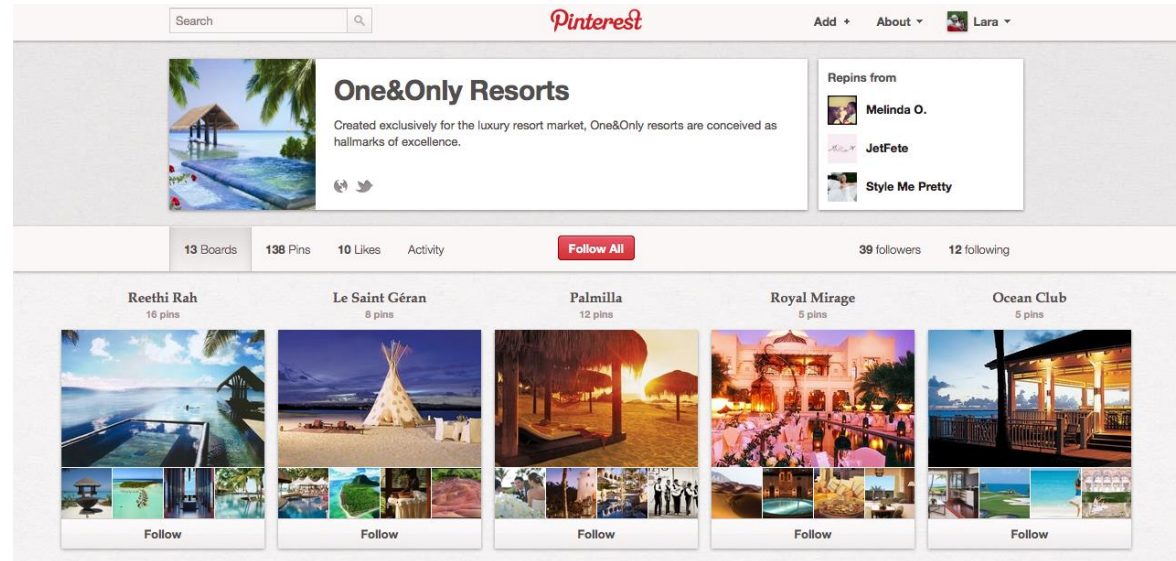 Search
Pinterest
Add +
About
Lara
One&Only Resorts
Created exclusively for the luxury resort market, One&Only resorts are conceived as
hallmarks of excellence.
Repins from
Melinda O.
JetFete
Style Me Pretty
13 Boards
138 Pins
10 Likes
Activity
Follow All
39 followers
12 following
Reethi Rah
16 pins
Le Saint Géran
8 pins
Palmilla
12 pins
Royal Mirage
5 pins
Ocean Club
5 pins
Follow
Follow
Follow
Follow
Follow